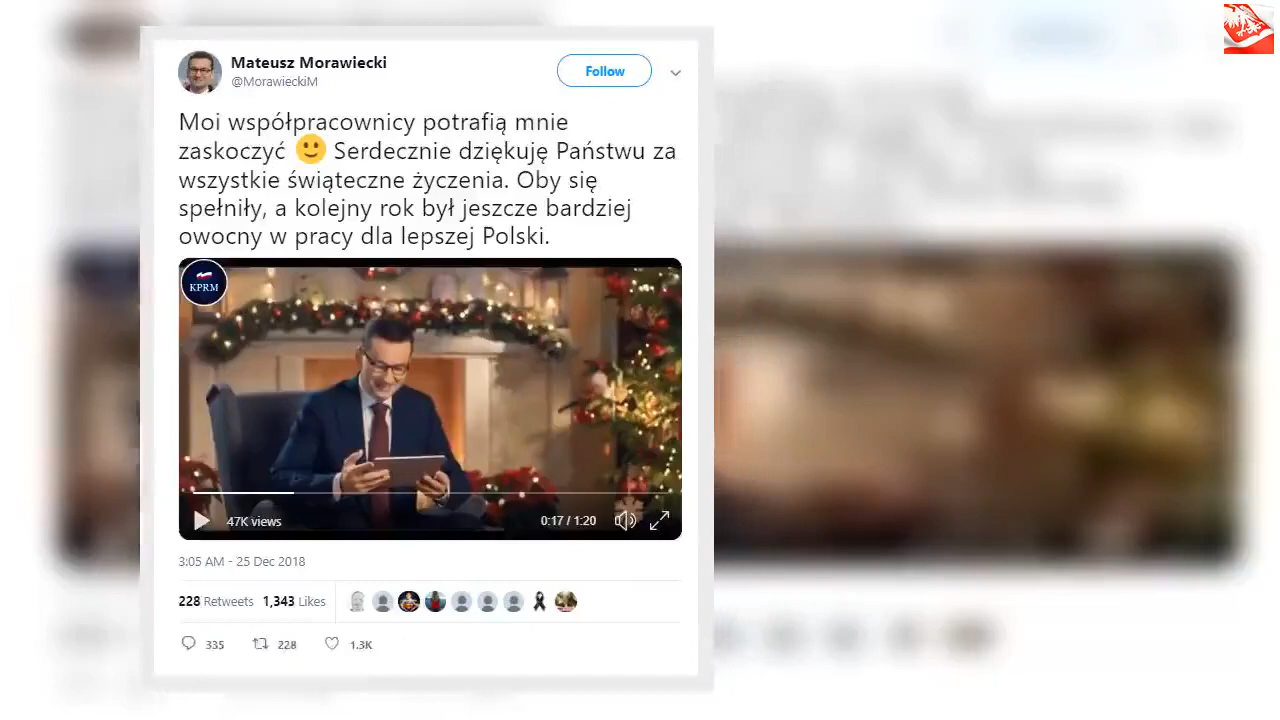 Mateusz Morawiecki
@MorawieckiM
Follow
Moi współpracownicy potrafią mnie
zaskoczyć 🙂 Serdecznie dziękuję Państwu za
wszystkie świąteczne życzenia. Oby się
spełniły, a kolejny rok był jeszcze bardziej
owocny w pracy dla lepszej Polski.
KPRM
47K views
0:17 / 1:20
3:05 AM - 25 Dec 2018
228 Retweets 1,343 Likes
335 228 1.3K